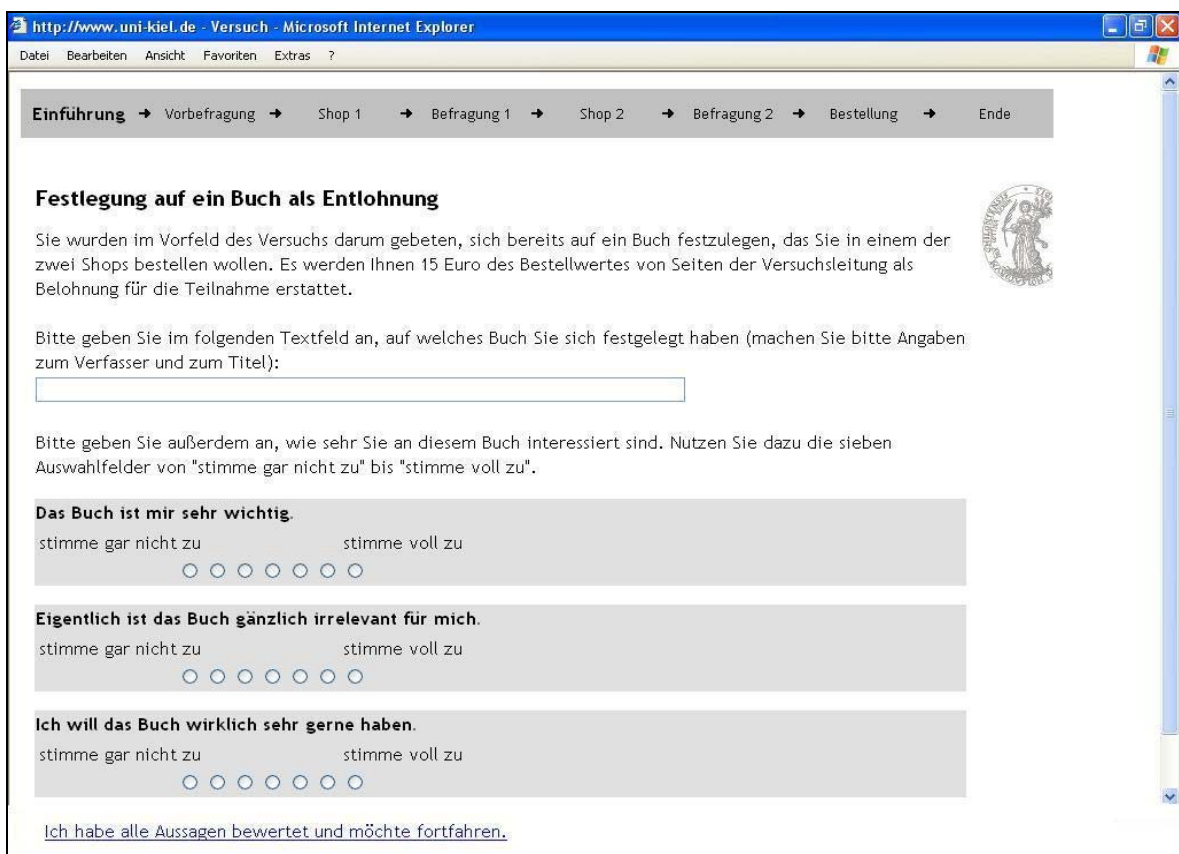 http://www.uni-kiel.de - Versuch - Microsoft Internet Explorer
Datei Bearbeiten Ansicht Favoriten Extras ?
Einführung → Vorbefragung → Shop 1 → Befragung 1 → Shop 2 → Befragung 2 → Bestellung → Ende
Festlegung auf ein Buch als Entlohnung
Sie wurden im Vorfeld des Versuchs darum gebeten, sich bereits auf ein Buch festzulegen, das Sie in einem der
zwei Shops bestellen wollen. Es werden Ihnen 15 Euro des Bestellwertes von Seiten der Versuchsleitung als
Belohnung für die Teilnahme erstattet.
Bitte geben Sie im folgenden Textfeld an, auf welches Buch Sie sich festgelegt haben (machen Sie bitte Angaben
zum Verfasser und zum Titel):
Bitte geben Sie außerdem an, wie sehr Sie an diesem Buch interessiert sind. Nutzen Sie dazu die sieben
Auswahlfelder von "stimme gar nicht zu" bis "stimme voll zu".
Das Buch ist mir sehr wichtig.
stimme gar nicht zu stimme voll zu
Eigentlich ist das Buch gänzlich irrelevant für mich.
stimme gar nicht zu stimme voll zu
Ich will das Buch wirklich sehr gerne haben.
stimme gar nicht zu stimme voll zu
Ich habe alle Aussagen bewertet und möchte fortfahren.